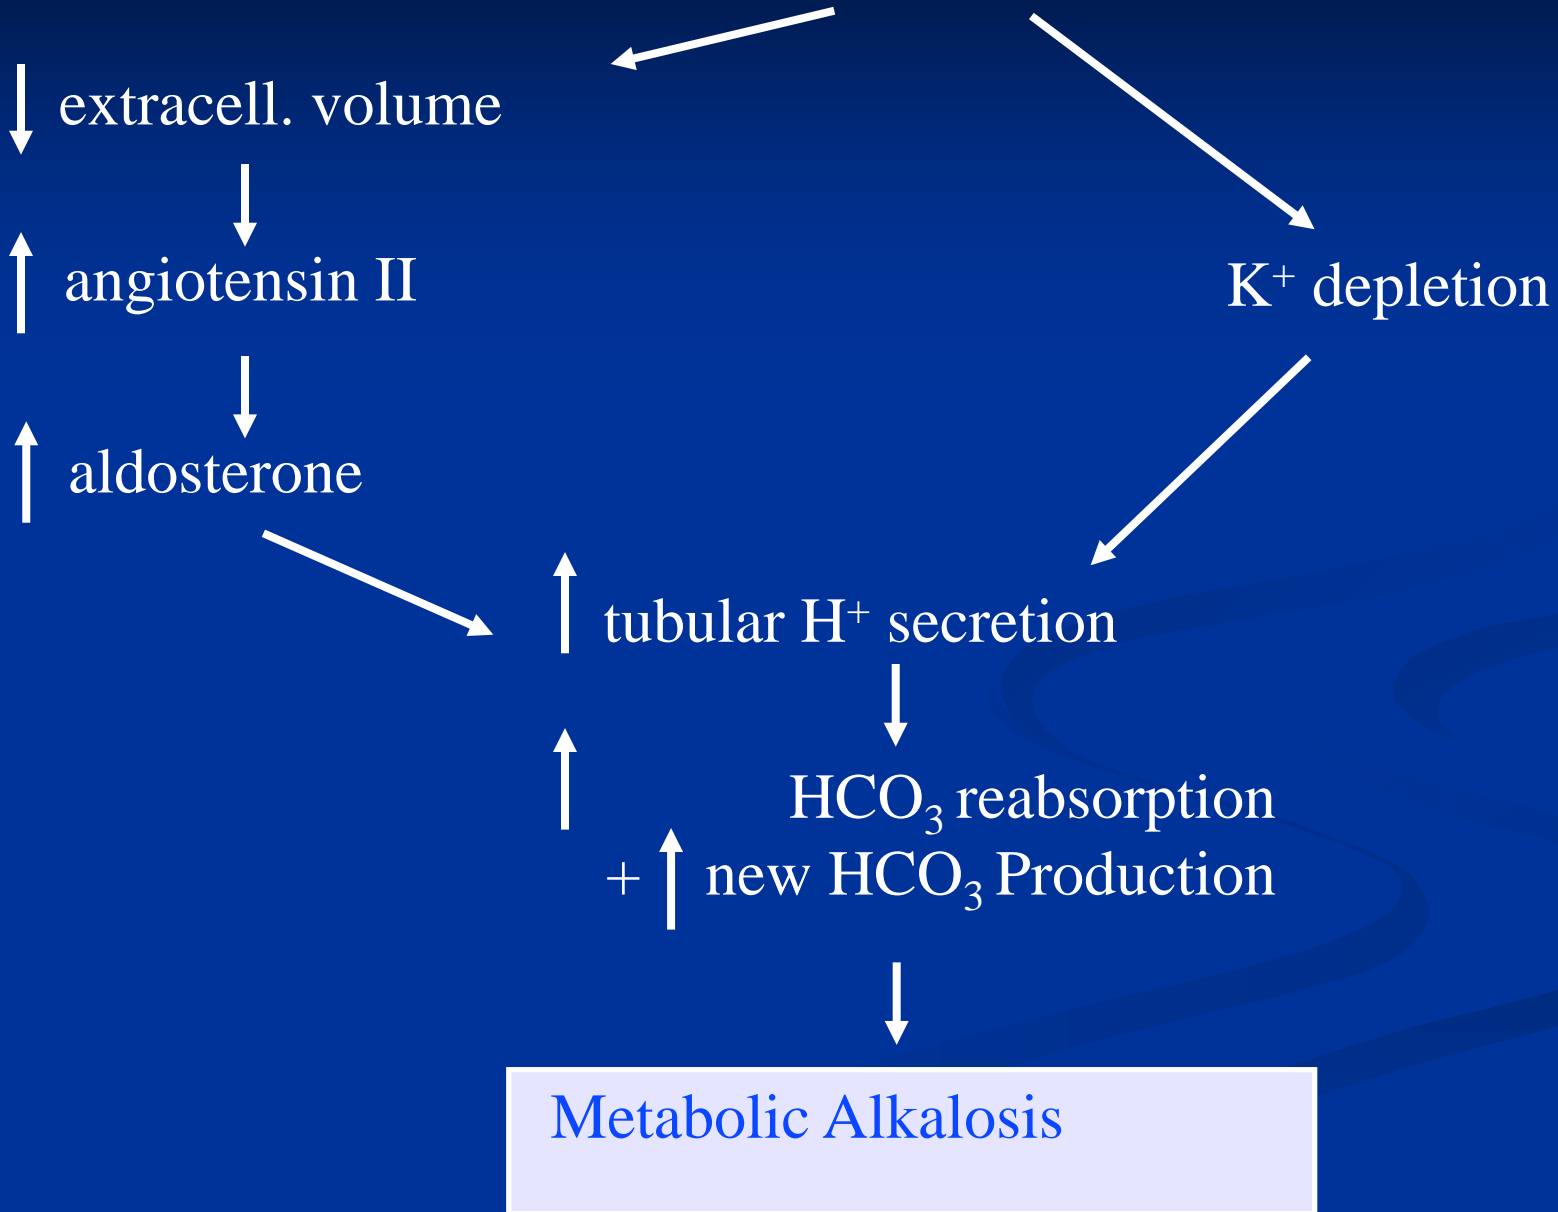 extracell. volume
angiotensin II
K⁺ depletion
aldosterone
tubular H⁺ secretion
HCO₃ reabsorption
+ new HCO₃ Production
Metabolic Alkalosis